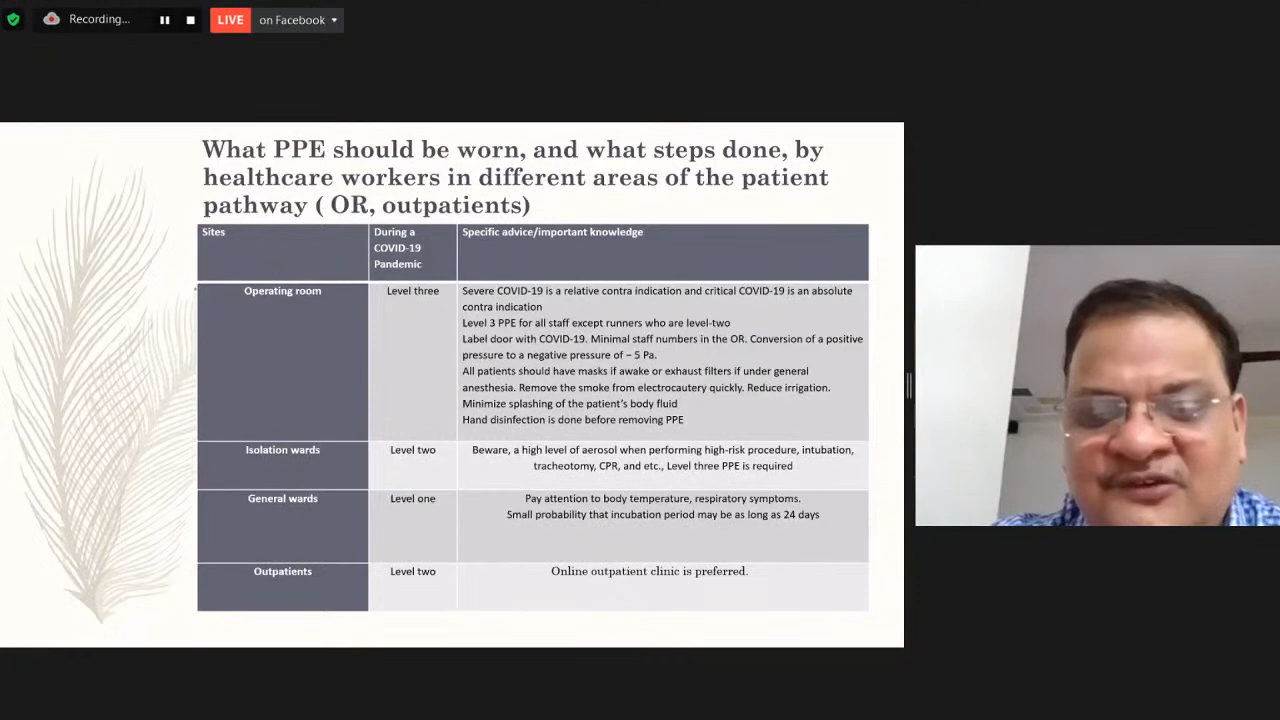 Recording...
LIVE
on Facebook
What PPE should be worn, and what steps done, by
healthcare workers in different areas of the patient
pathway ( OR, outpatients)
Sites
During a
COVID-19
Pandemic
Specific advice/important knowledge
Operating room
Level three
Severe COVID-19 is a relative contra indication and critical COVID-19 is an absolute
contra indication
Level 3 PPE for all staff except runners who are level-two
Label door with COVID-19. Minimal staff numbers in the OR. Conversion of a positive
pressure to a negative pressure of − 5 Pa.
All patients should have masks if awake or exhaust filters if under general
anesthesia. Remove the smoke from electrocautery quickly. Reduce irrigation.
Minimize splashing of the patient's body fluid
Hand disinfection is done before removing PPE
Isolation wards
Level two
Beware, a high level of aerosol when performing high-risk procedure, intubation,
tracheotomy, CPR, and etc., Level three PPE is required
General wards
Level one
Pay attention to body temperature, respiratory symptoms.
Small probability that incubation period may be as long as 24 days
Outpatients
Level two
Online outpatient clinic is preferred.